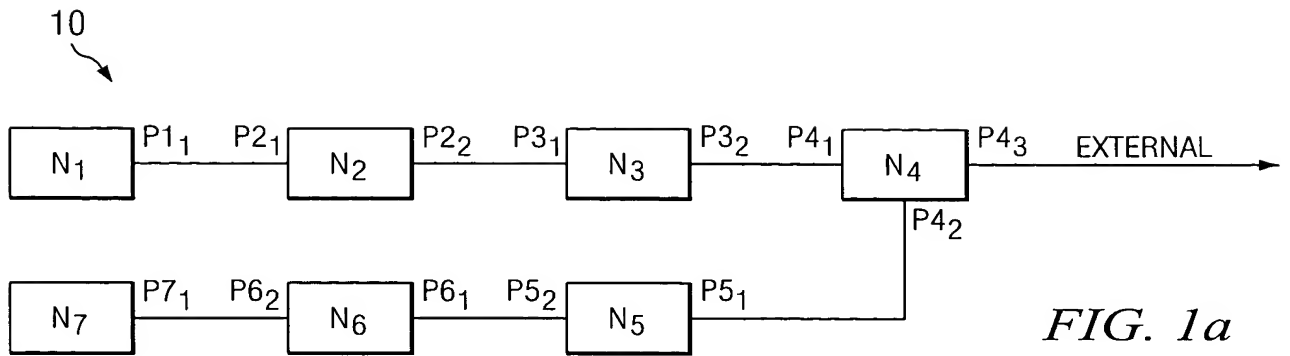 10
N1 P11 P21 N2 P22 P31 N3 P32 P41 N4 P43 EXTERNAL
P42
N7 P71 P62 N6 P61 P52 N5 P51
FIG. 1a